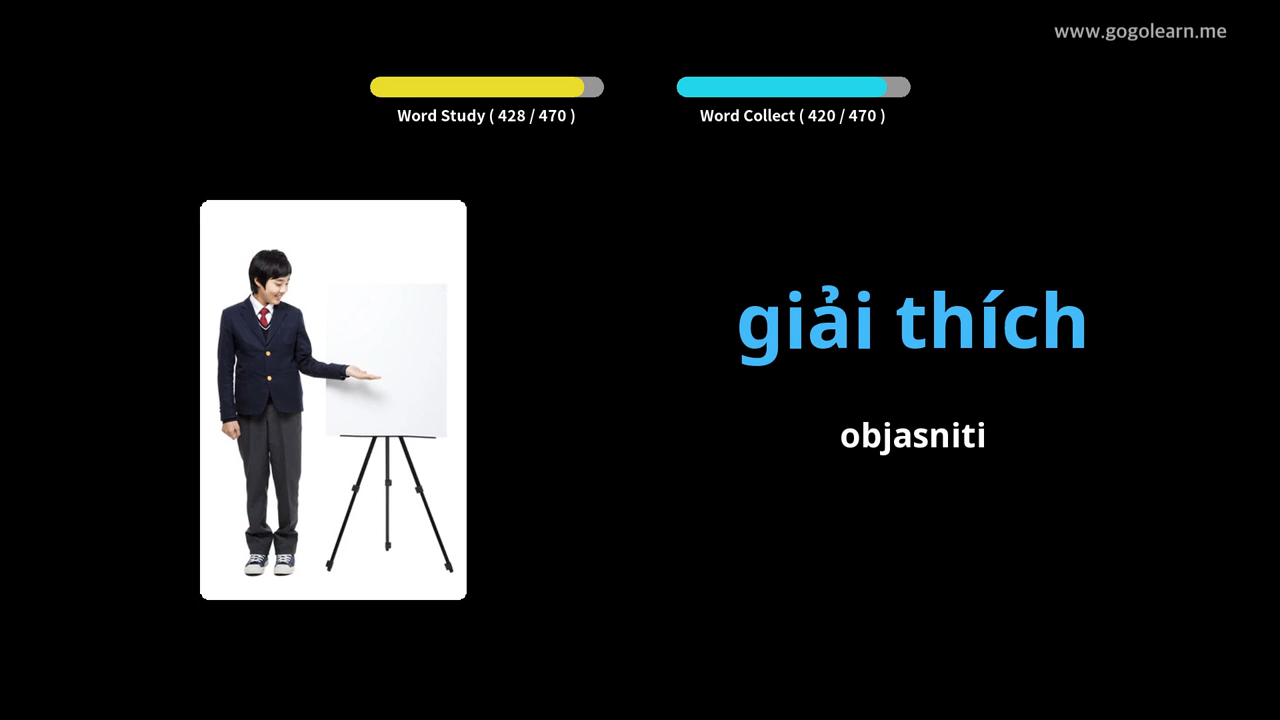 www.gogolearn.me
Word Study ( 428 / 470 )
Word Collect ( 420 / 470 )
giải thích
objasniti